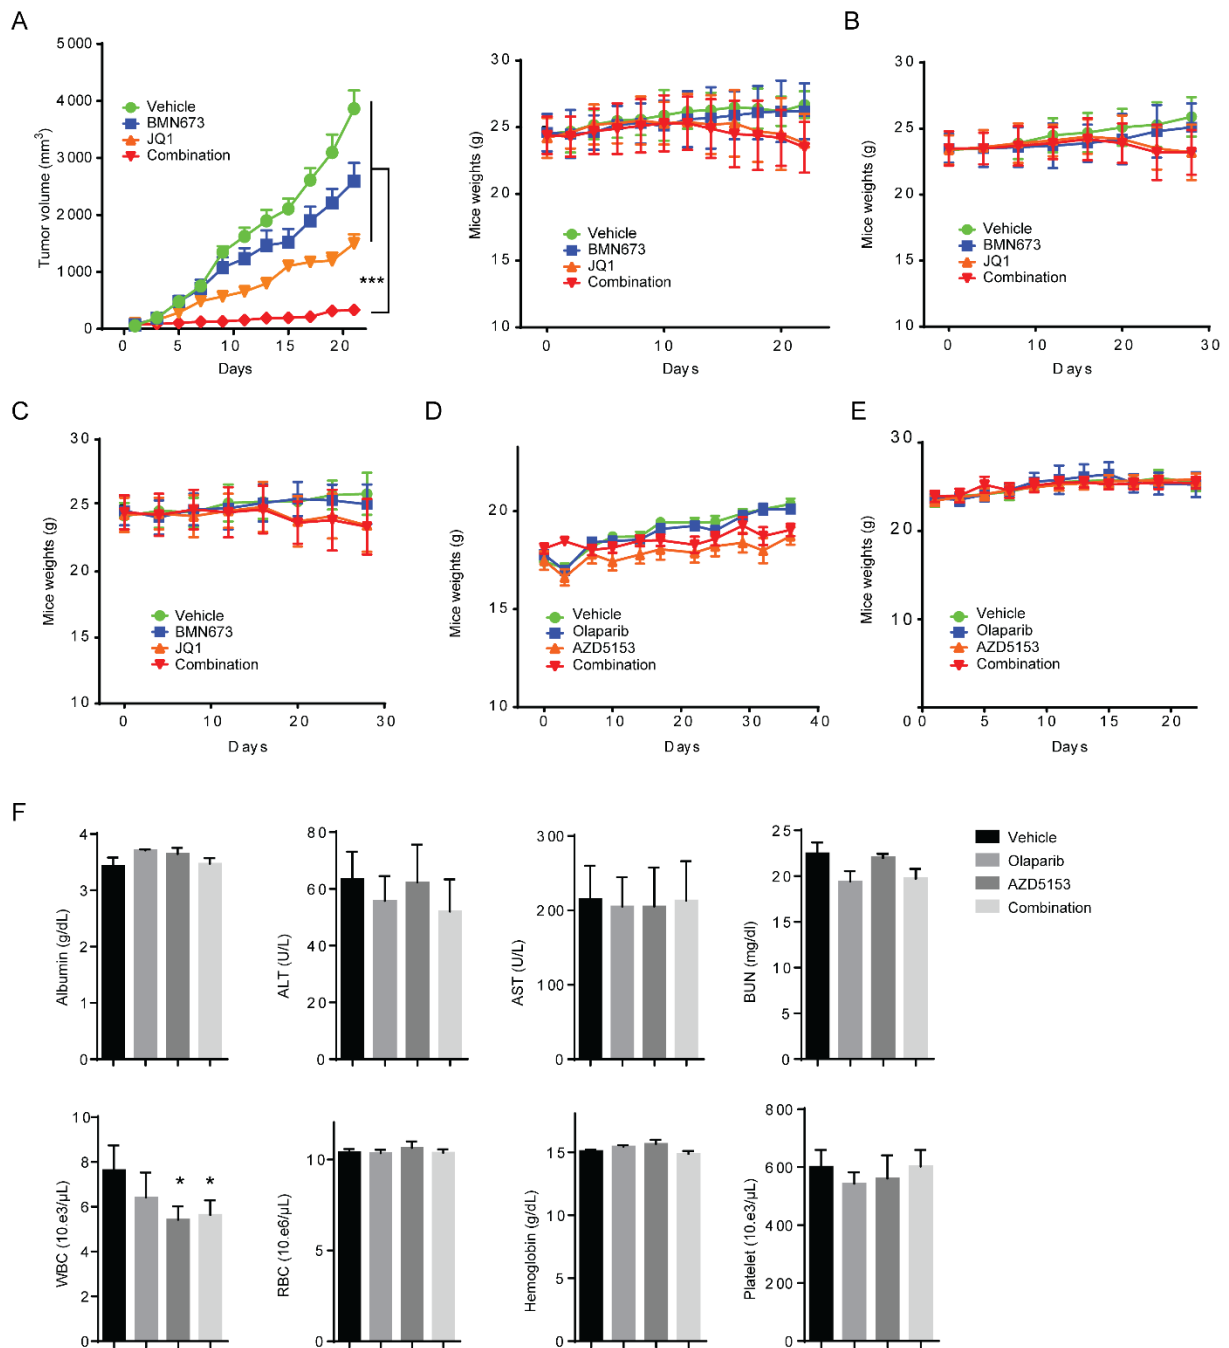 A
5 000
4 000
3 000
2 000
1000
0
Tumor volume (mm³)
Vehicle
BMN673
JQ1
Combination
***
0
5
10
15
20
Days
30
25
20
15
10
Mice weights (g)
Vehicle
BMN673
JQ1
Combination
0
10
20
Days
B
30
25
20
15
10
Mice weights (g)
Vehicle
BMN673
JQ1
Combination
0
10
20
30
Days
C
30
25
20
15
10
Mice weights (g)
Vehicle
BMN673
JQ1
Combination
0
10
20
30
Days
D
20
15
10
Mice weights (g)
Vehicle
Olaparib
AZD5153
Combination
0
10
20
30
40
Days
E
30
20
10
0
Mice weights (g)
Vehicle
Olaparib
AZD5153
Combination
0
5
10
15
20
Days
F
4
3
2
1
0
Albumin (g/dL)
80
60
40
20
0
ALT (U/L)
300
200
100
0
AST (U/L)
25
20
15
10
5
0
BUN (mg/dl)
Vehicle
Olaparib
AZD5153
Combination
10
8
6
4
2
0
WBC (10.e3/µL)
*
*
10
5
0
RBC (10.e6/µL)
15
10
5
0
Hemoglobin (g/dL)
800
600
400
200
0
Platelet (10.e3/µL)